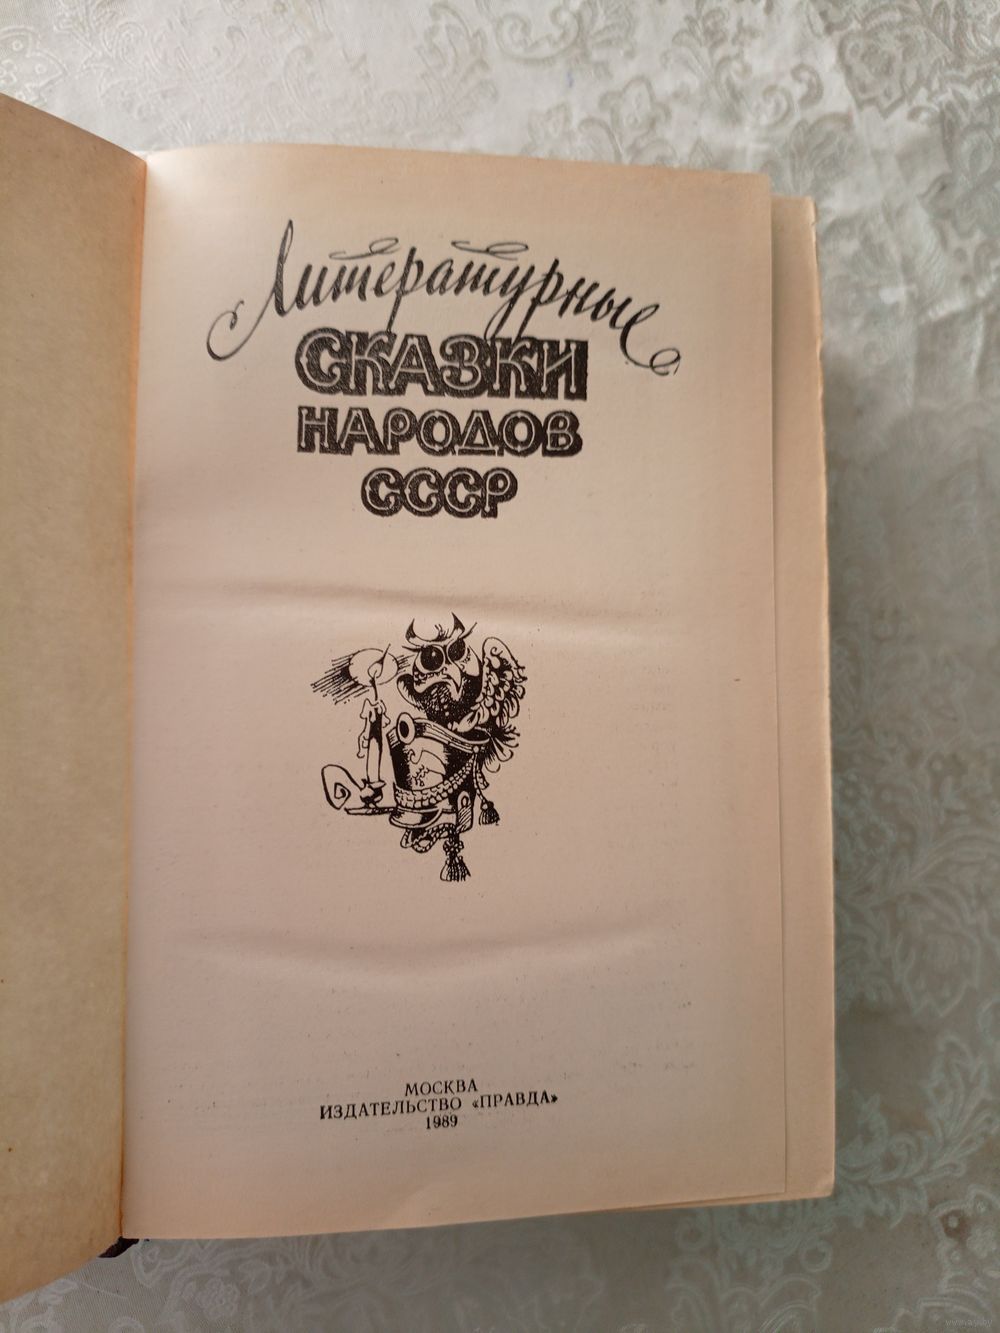 Литературные
СКАЗКИ
НАРОДОВ
СССР
МОСКВА
ИЗДАТЕЛЬСТВО «ПРАВДА»
1989